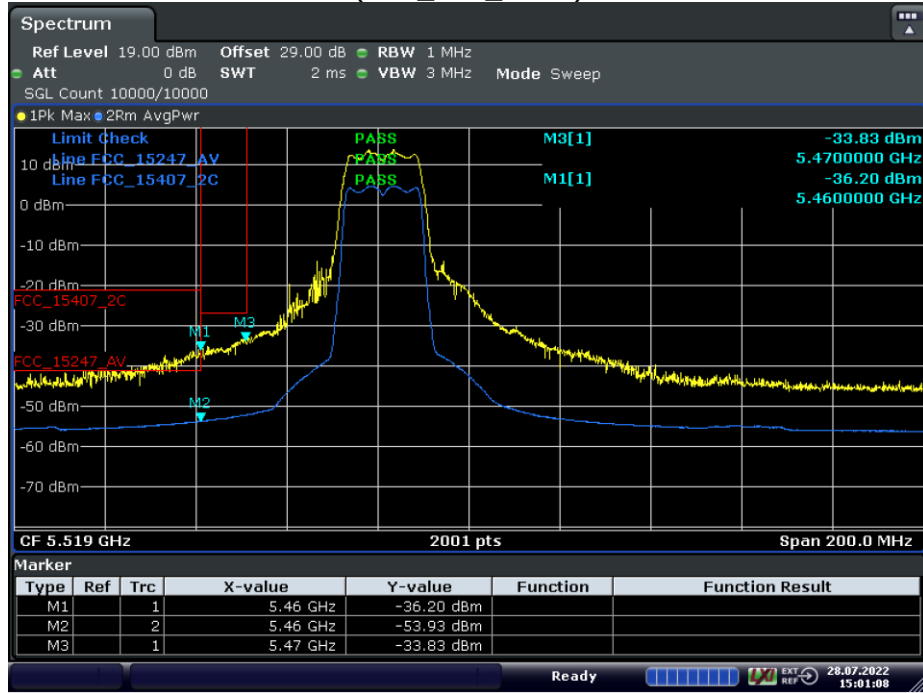 Spectrum
Ref Level 19.00 dBm Offset 29.00 dB RBW 1 MHz
Att 0 dB SWT 2 ms VBW 3 MHz Mode Sweep
SGL Count 10000/10000
1Pk Max 2Rm AvgPwr
Limit Check PASS M3[1] -33.83 dBm
10 dBm Line FCC_15247_AV PASS 5.4700000 GHz
Line FCC_15407_2C PASS M1[1] -36.20 dBm
0 dBm 5.4600000 GHz
-10 dBm
-20 dBm
FCC_15407_2C
-30 dBm
M1 M3
FCC_15247_AV
-50 dBm
M2
-60 dBm
-70 dBm
CF 5.519 GHz 2001 pts Span 200.0 MHz
Marker
Type Ref Trc X-value Y-value Function Function Result
M1 1 5.46 GHz -36.20 dBm
M2 2 5.46 GHz -53.93 dBm
M3 1 5.47 GHz -33.83 dBm
Ready LXI EXT REF 28.07.2022
15:01:08